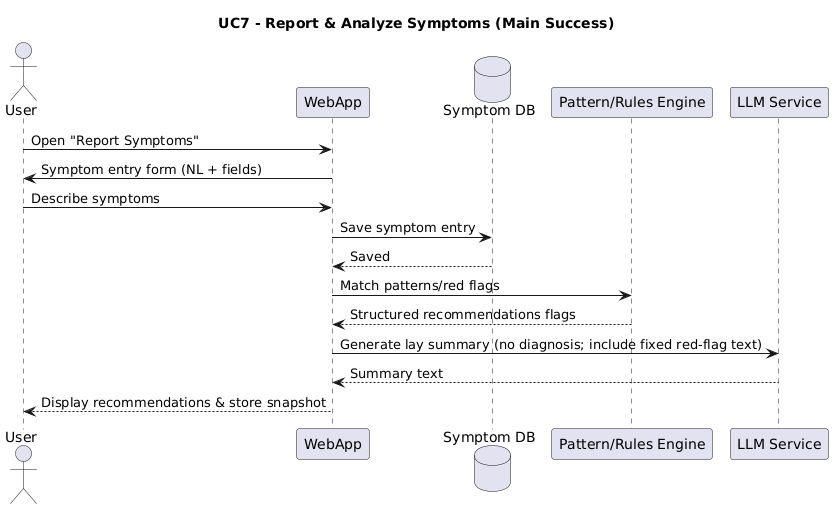 UC7 - Report & Analyze Symptoms (Main Success)
User
WebApp
Symptom DB
Pattern/Rules Engine
LLM Service
Open "Report Symptoms"
Symptom entry form (NL + fields)
Describe symptoms
Save symptom entry
Saved
Match patterns/red flags
Structured recommendations flags
Generate lay summary (no diagnosis; include fixed red-flag text)
Summary text
Display recommendations & store snapshot
User
WebApp
Symptom DB
Pattern/Rules Engine
LLM Service